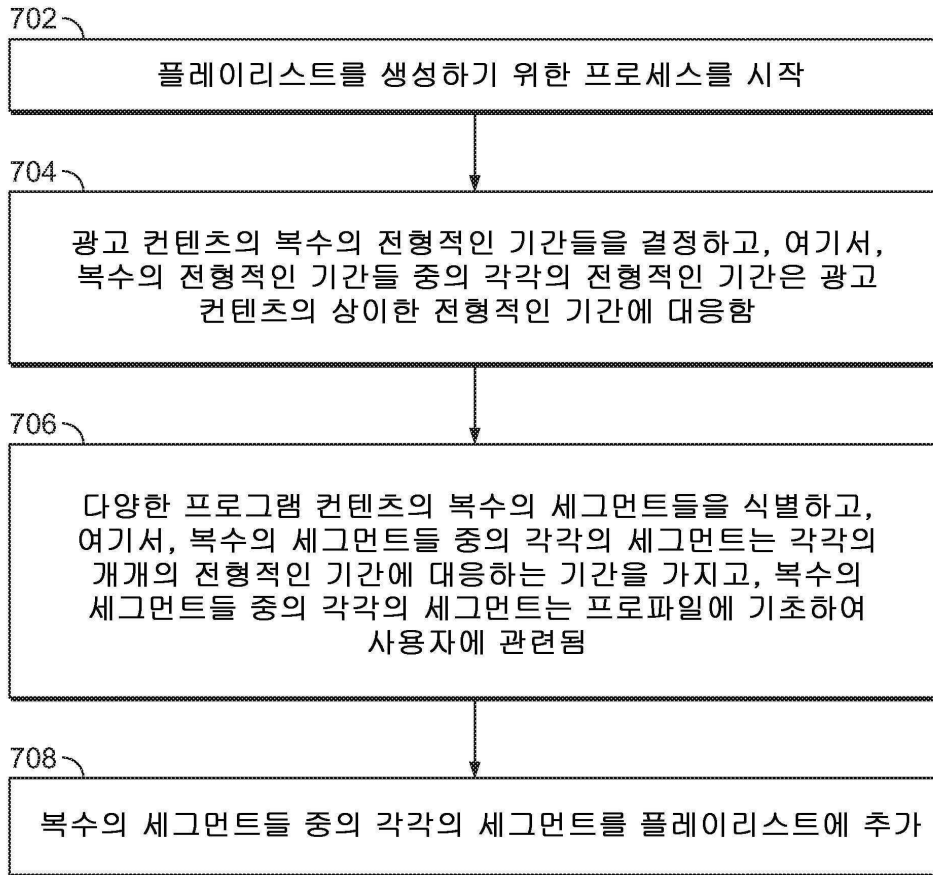 702
플레이리스트를 생성하기 위한 프로세스를 시작
704
광고 컨텐츠의 복수의 전형적인 기간들을 결정하고, 여기서,
복수의 전형적인 기간들 중의 각각의 전형적인 기간은 광고
컨텐츠의 상이한 전형적인 기간에 대응함
706
다양한 프로그램 컨텐츠의 복수의 세그먼트들을 식별하고,
여기서, 복수의 세그먼트들 중의 각각의 세그먼트는 각각의
개개의 전형적인 기간에 대응하는 기간을 가지고, 복수의
세그먼트들 중의 각각의 세그먼트는 프로파일에 기초하여
사용자에 관련됨
708
복수의 세그먼트들 중의 각각의 세그먼트를 플레이리스트에 추가